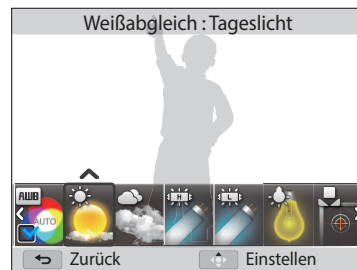 Weißabgleich : Tageslicht
AWB
AUTO
H
L
Zurück
Einstellen